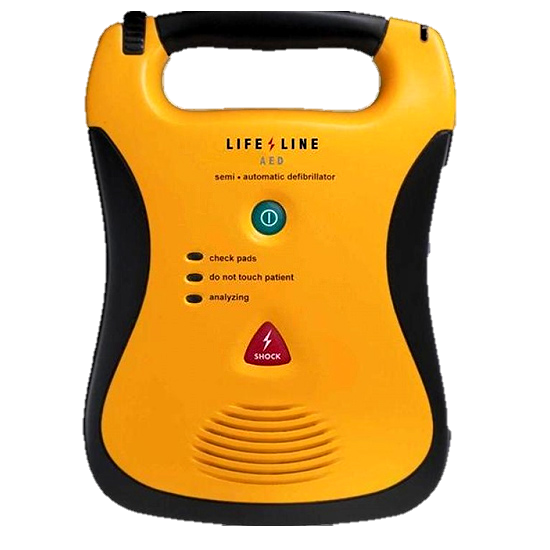 LIFE LINE
AED
semi • automatic defibrillator
check pads
do not touch patient
analyzing
SHOCK